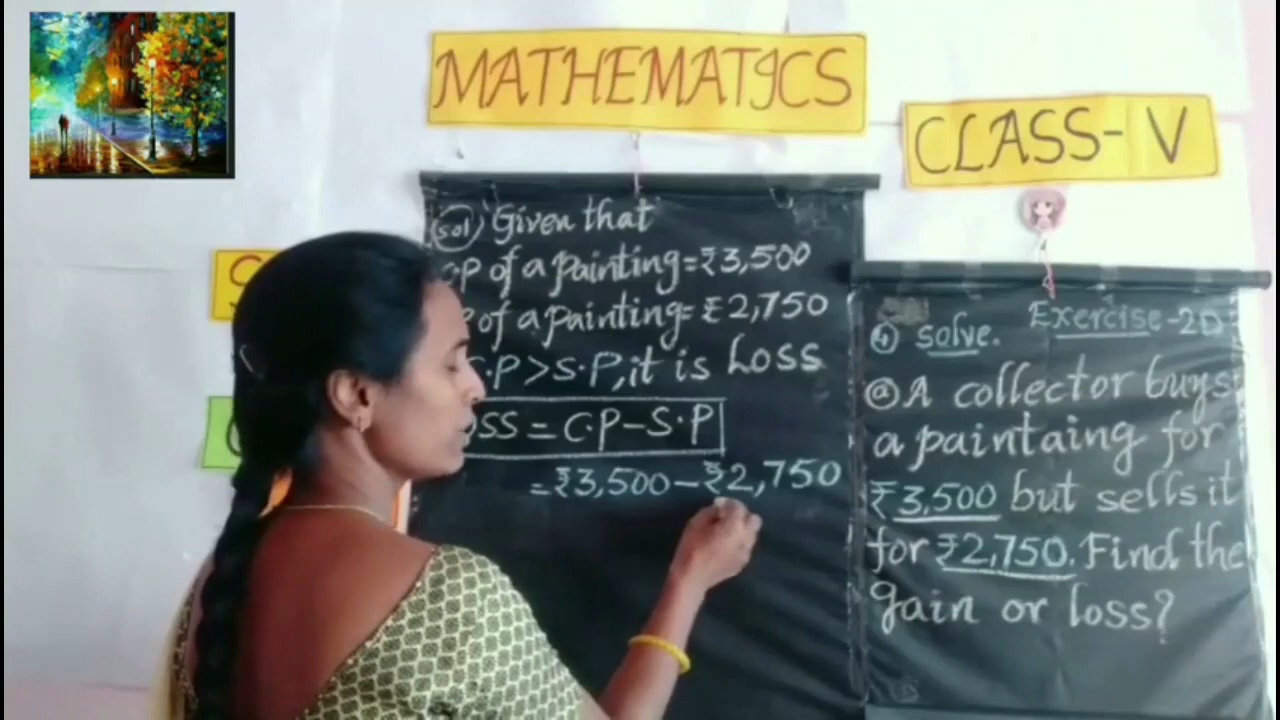 MATHEMATICS
CLASS- V
S
(sol) Given that
C.P of a painting=₹3,500
P of a painting=₹2,750
C.P>S.P, it is Loss
OSS = C.P-S.P
=₹3,500-₹2,750
Exercise-2D
④ solve.
ⓐ A collector buys
a paintaing for
₹3,500 but sells it
for ₹2,750. Find the
gain or loss?